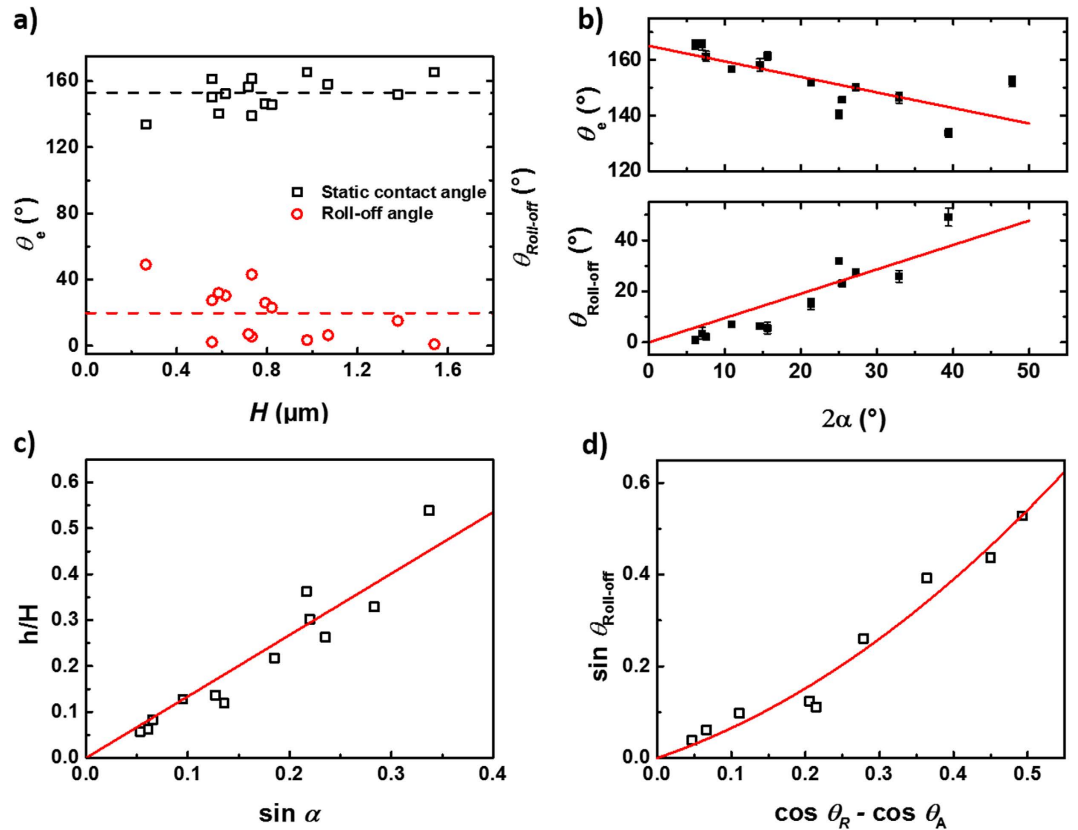 a)
160
120
80
40
0
θe (°)
θRoll-off (°)
Static contact angle
Roll-off angle
0.0 0.4 0.8 1.2 1.6
H (µm)
b)
160
140
120
θe (°)
40
20
0
θRoll-off (°)
0 10 20 30 40 50
2α (°)
c)
0.6
0.5
0.4
0.3
0.2
0.1
0.0
h/H
0.0 0.1 0.2 0.3 0.4
sin α
d)
0.6
0.4
0.2
0.0
sin θRoll-off
0.0 0.1 0.2 0.3 0.4 0.5
cos θR - cos θA